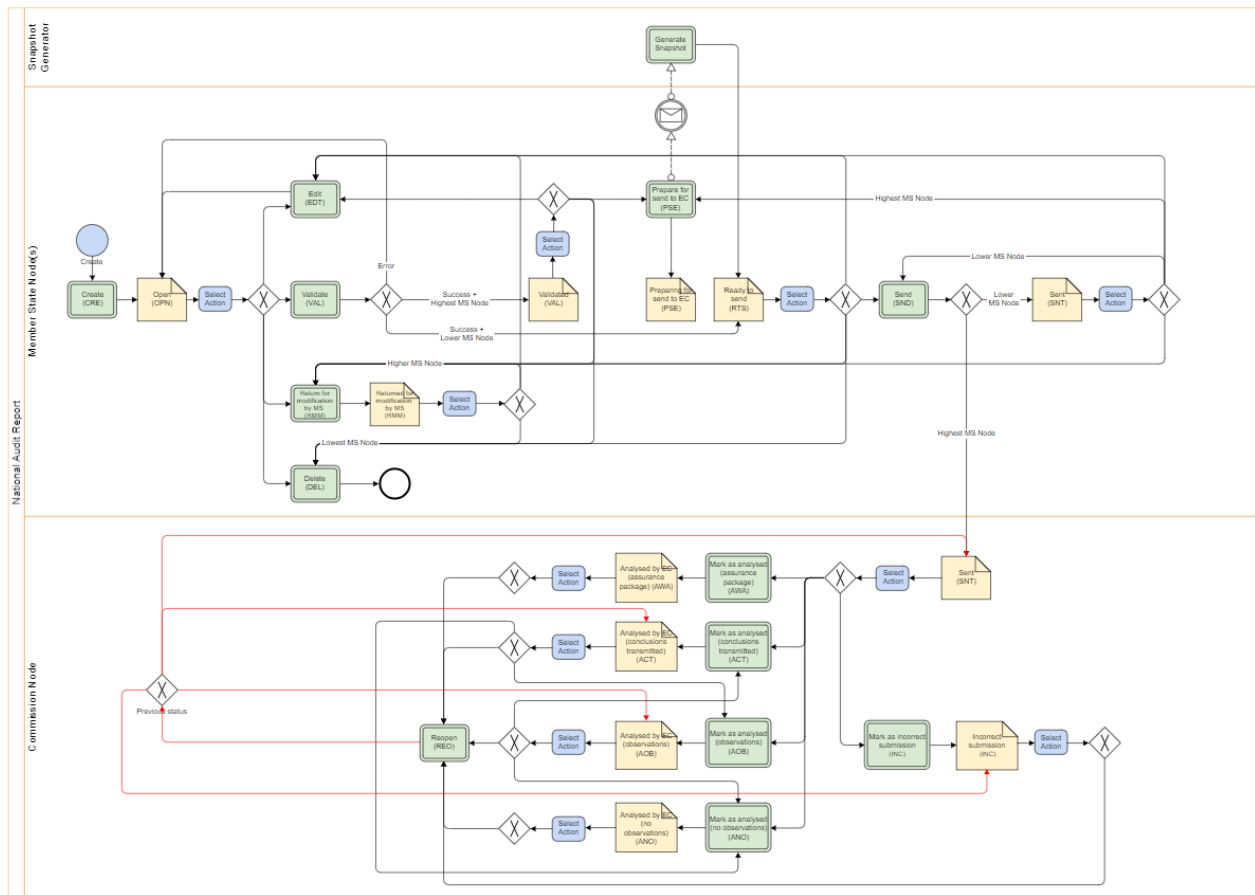 National Audit Report
Snapshot
Generator
Generate
Snapshot
Member State Node(s)
Create
Create
(CRE)
Open
(OPN)
Select
Action
Edit
(EDT)
Validate
(VAL)
Error
Success +
Highest MS Node
Success +
Lower MS Node
Select
Action
Validated
(VAL)
Prepare for
send to EC
(PSE)
Preparing for
send to EC
(PSE)
Ready to
send
(RTS)
Select
Action
Send
(SND)
Highest MS Node
Lower MS Node
Lower
MS Node
Sent
(SNT)
Select
Action
Higher MS Node
Return for
modification
by MS
(RMM)
Returned for
modification
by MS
(RMM)
Select
Action
Lowest MS Node
Delete
(DEL)
Highest MS Node
Commission Node
Analysed by EC
(assurance
package) (AWA)
Select
Action
Mark as analysed
(assurance
package)
(AWA)
Select
Action
Sent
(SNT)
Select
Action
Analysed by EC
(conclusions
transmitted)
(ACT)
Mark as analysed
(conclusions
transmitted)
(ACT)
Previous status
Reopen
(REO)
Select
Action
Analysed by EC
(observations)
(AOB)
Mark as analysed
(observations)
(AOB)
Mark as incorrect
submission
(INC)
Incorrect
submission
(INC)
Select
Action
Select
Action
Analysed by EC
(no
observations)
(ANO)
Mark as analysed
(no observations)
(ANO)